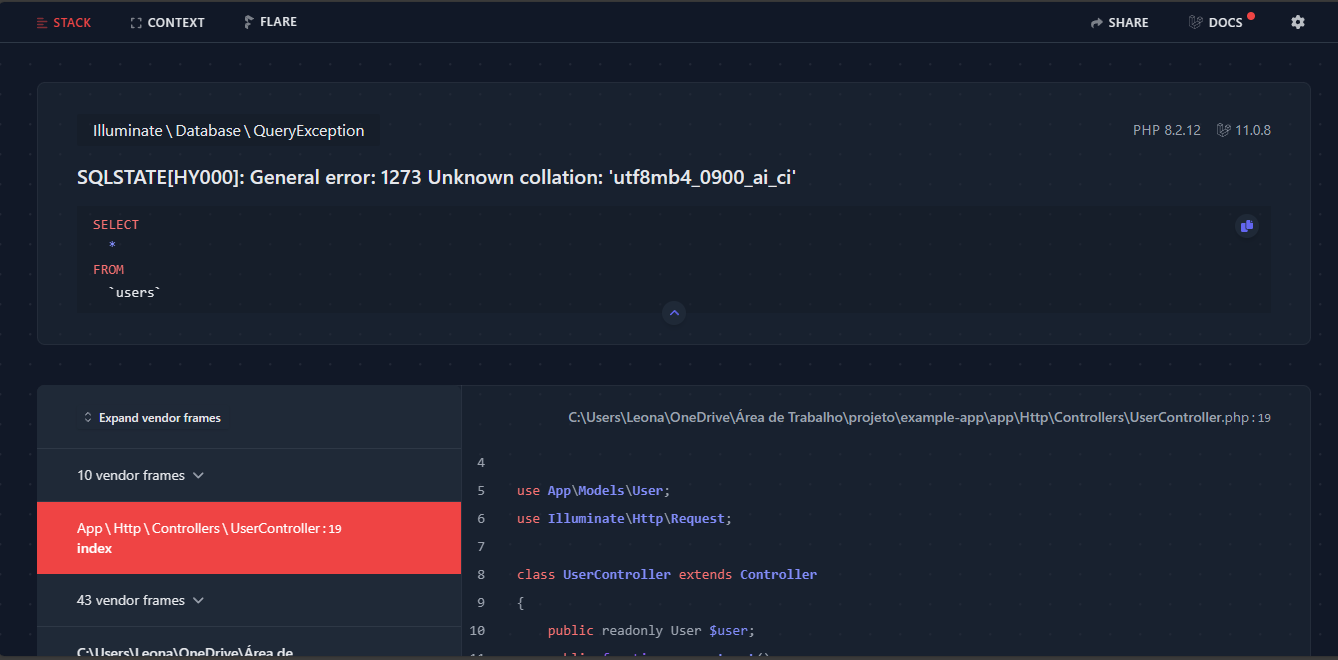 STACK CONTEXT FLARE SHARE DOCS
Illuminate \ Database \ QueryException PHP 8.2.12 11.0.8
SQLSTATE[HY000]: General error: 1273 Unknown collation: 'utf8mb4_0900_ai_ci'
SELECT
*
FROM
`users`
Expand vendor frames
10 vendor frames
App \ Http \ Controllers \ UserController : 19
index
43 vendor frames
C:\Users\Leona\OneDrive\Área de
C:\Users\Leona\OneDrive\Área de Trabalho\projeto\example-app\app\Http\Controllers\UserController.php : 19
4
5 use App\Models\User;
6 use Illuminate\Http\Request;
7
8 class UserController extends Controller
9 {
10 public readonly User $user;